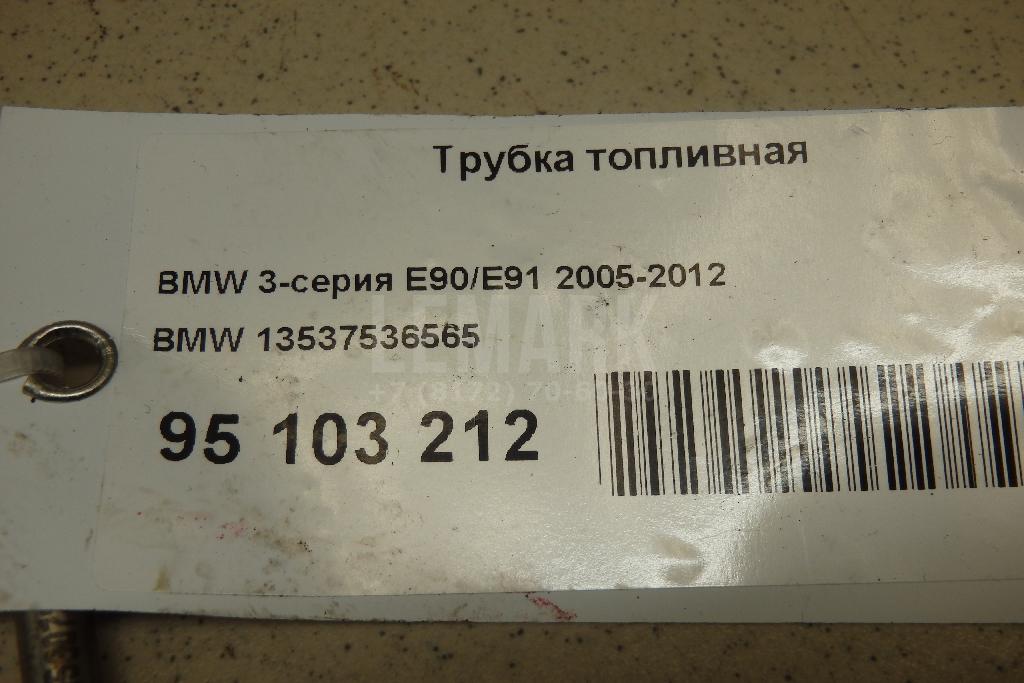 Трубка топливная
BMW 3-серия E90/E91 2005-2012
BMW 13537536565
LEMARK
95 103 212